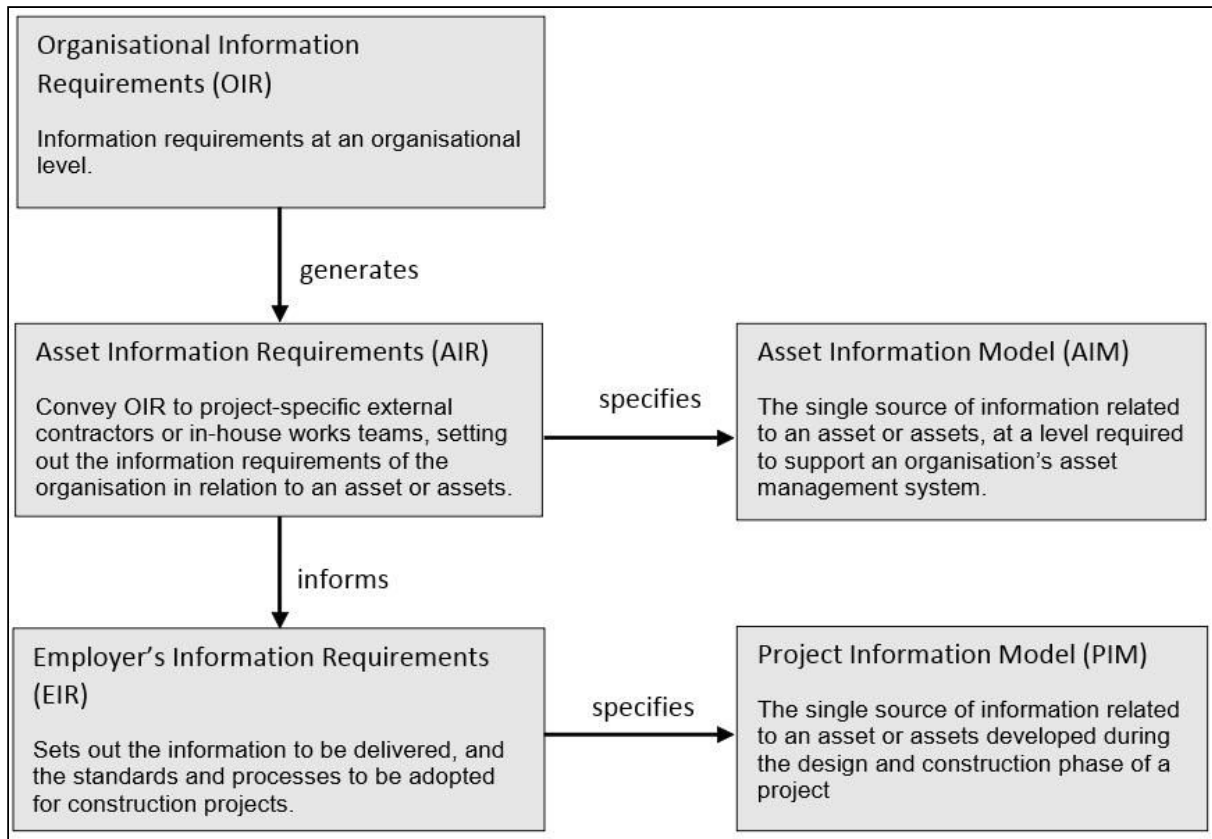 Organisational Information
Requirements (OIR)
Information requirements at an organisational
level.
generates
Asset Information Requirements (AIR)
Convey OIR to project-specific external
contractors or in-house works teams, setting
out the information requirements of the
organisation in relation to an asset or assets.
specifies
Asset Information Model (AIM)
The single source of information related
to an asset or assets, at a level required
to support an organisation’s asset
management system.
informs
Employer’s Information Requirements
(EIR)
Sets out the information to be delivered, and
the standards and processes to be adopted
for construction projects.
specifies
Project Information Model (PIM)
The single source of information related
to an asset or assets developed during
the design and construction phase of a
project